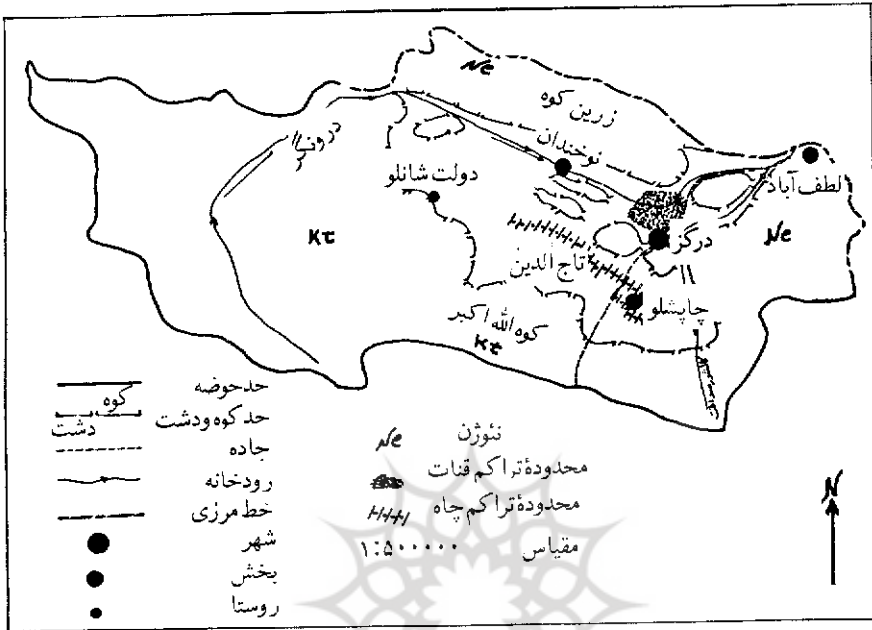 Ne
زرین کوه
نوخندان
درونگر
لطف آباد
دولت شانلو
درگز
Ne
Kt
تاج الدین
چاپشلو
کوه الله اکبر
Kt
حدحوضه
کوه
حدکوه ودشت
دشت
جاده
رودخانه
خط مرزی
شهر
بخش
روستا
نئوژن
Ne
محدودهٔ تراکم قنات
محدودهٔ تراکم چاه
مقیاس ۱:۵۰۰۰۰۰
N